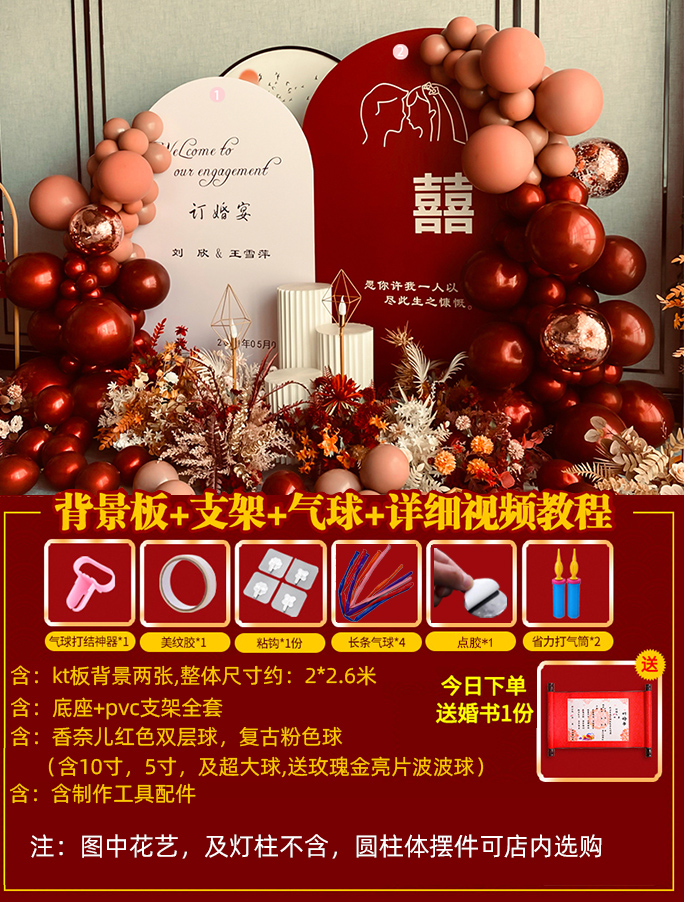 1
2
Welcome to
our engagement
订婚宴
刘 欣 & 王雪萍
囍
愿你许我一人以
尽此生之慷慨。
背景板+支架+气球+详细视频教程
气球打结神器*1
美纹胶*1
粘钩*1份
长条气球*4
点胶*1
省力打气筒*2
含：kt板背景两张,整体尺寸约：2*2.6米
含：底座+pvc支架全套
含：香奈儿红色双层球，复古粉色球
（含10寸，5寸，及超大球,送玫瑰金亮片波波球）
含：含制作工具配件
今日下单
送婚书1份
送
注：图中花艺，及灯柱不含，圆柱体摆件可店内选购